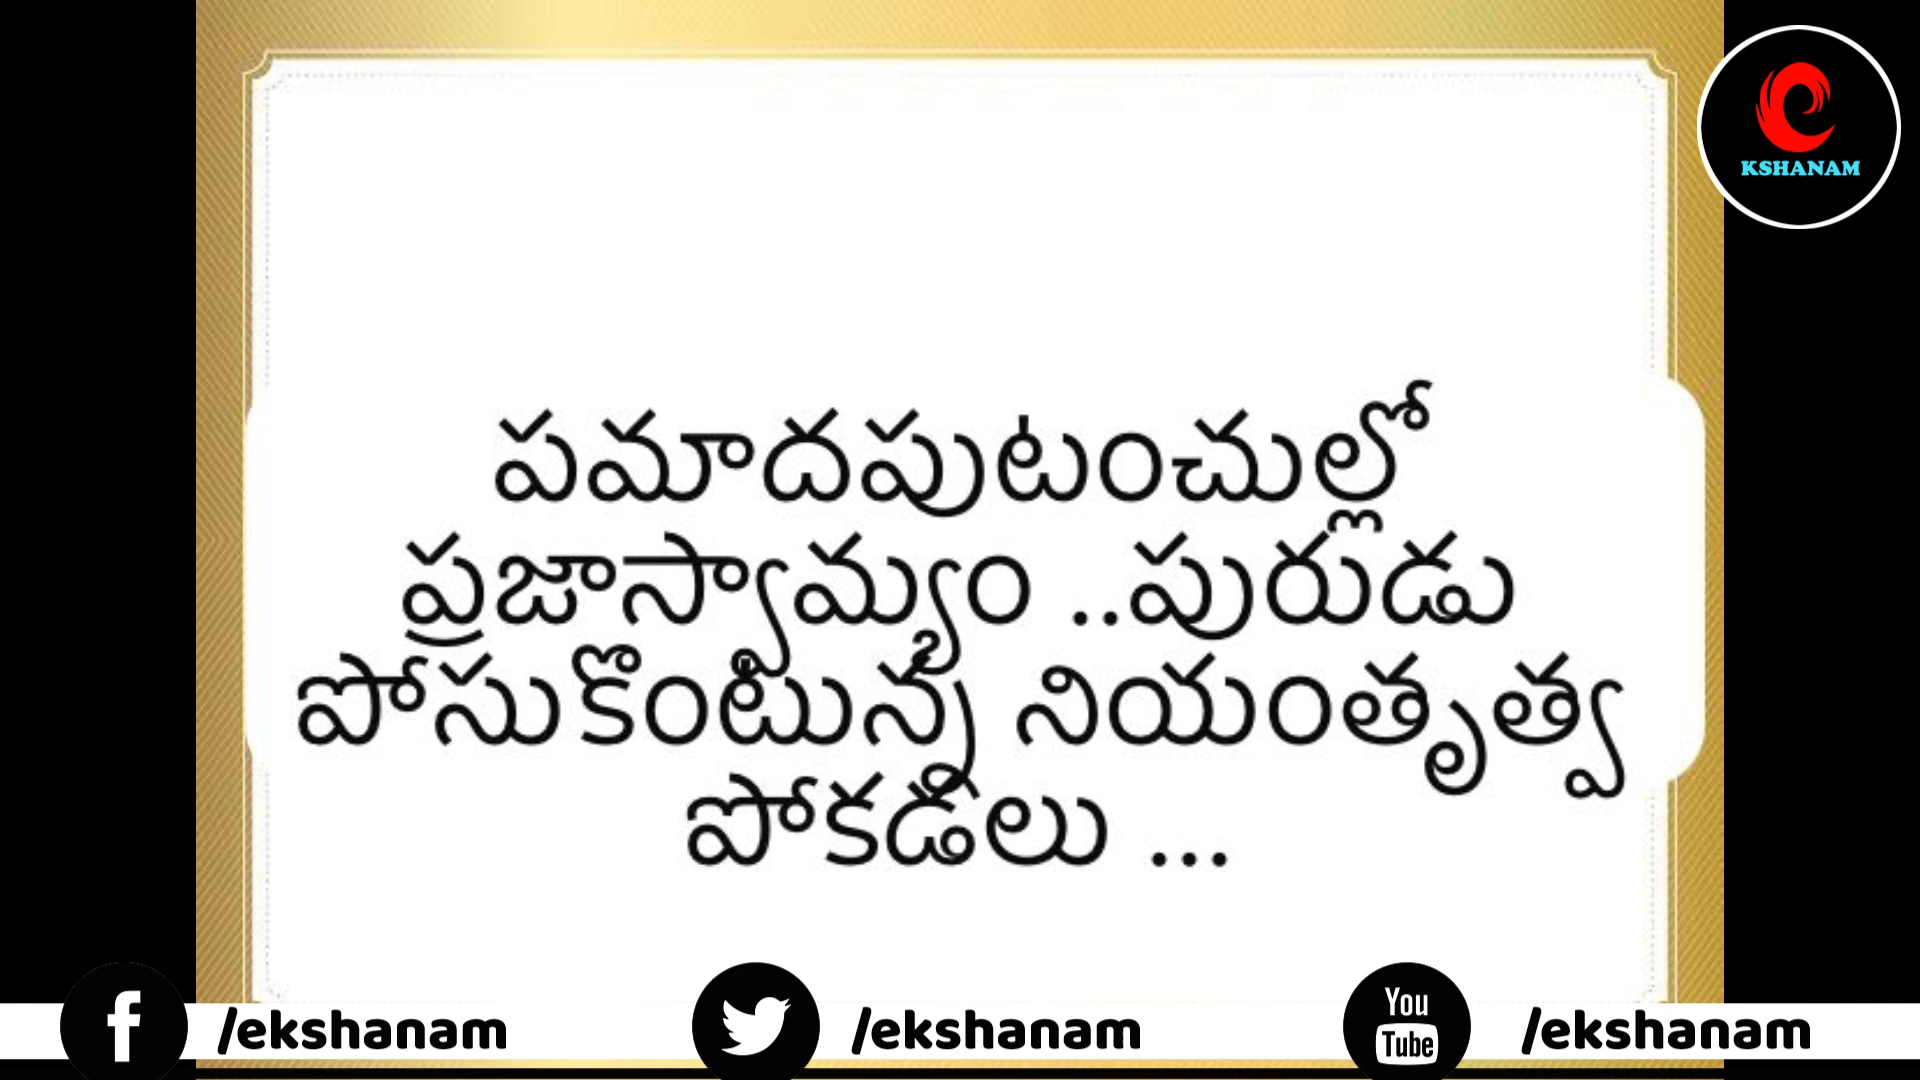 KSHANAM
పమాదపుటంచుల్లో
ప్రజాస్వామ్యం ..పురుడు
పోసుకొంటున్న నియంతృత్వ
పోకడలు ...
f /ekshanam
/ekshanam
You
Tube /ekshanam